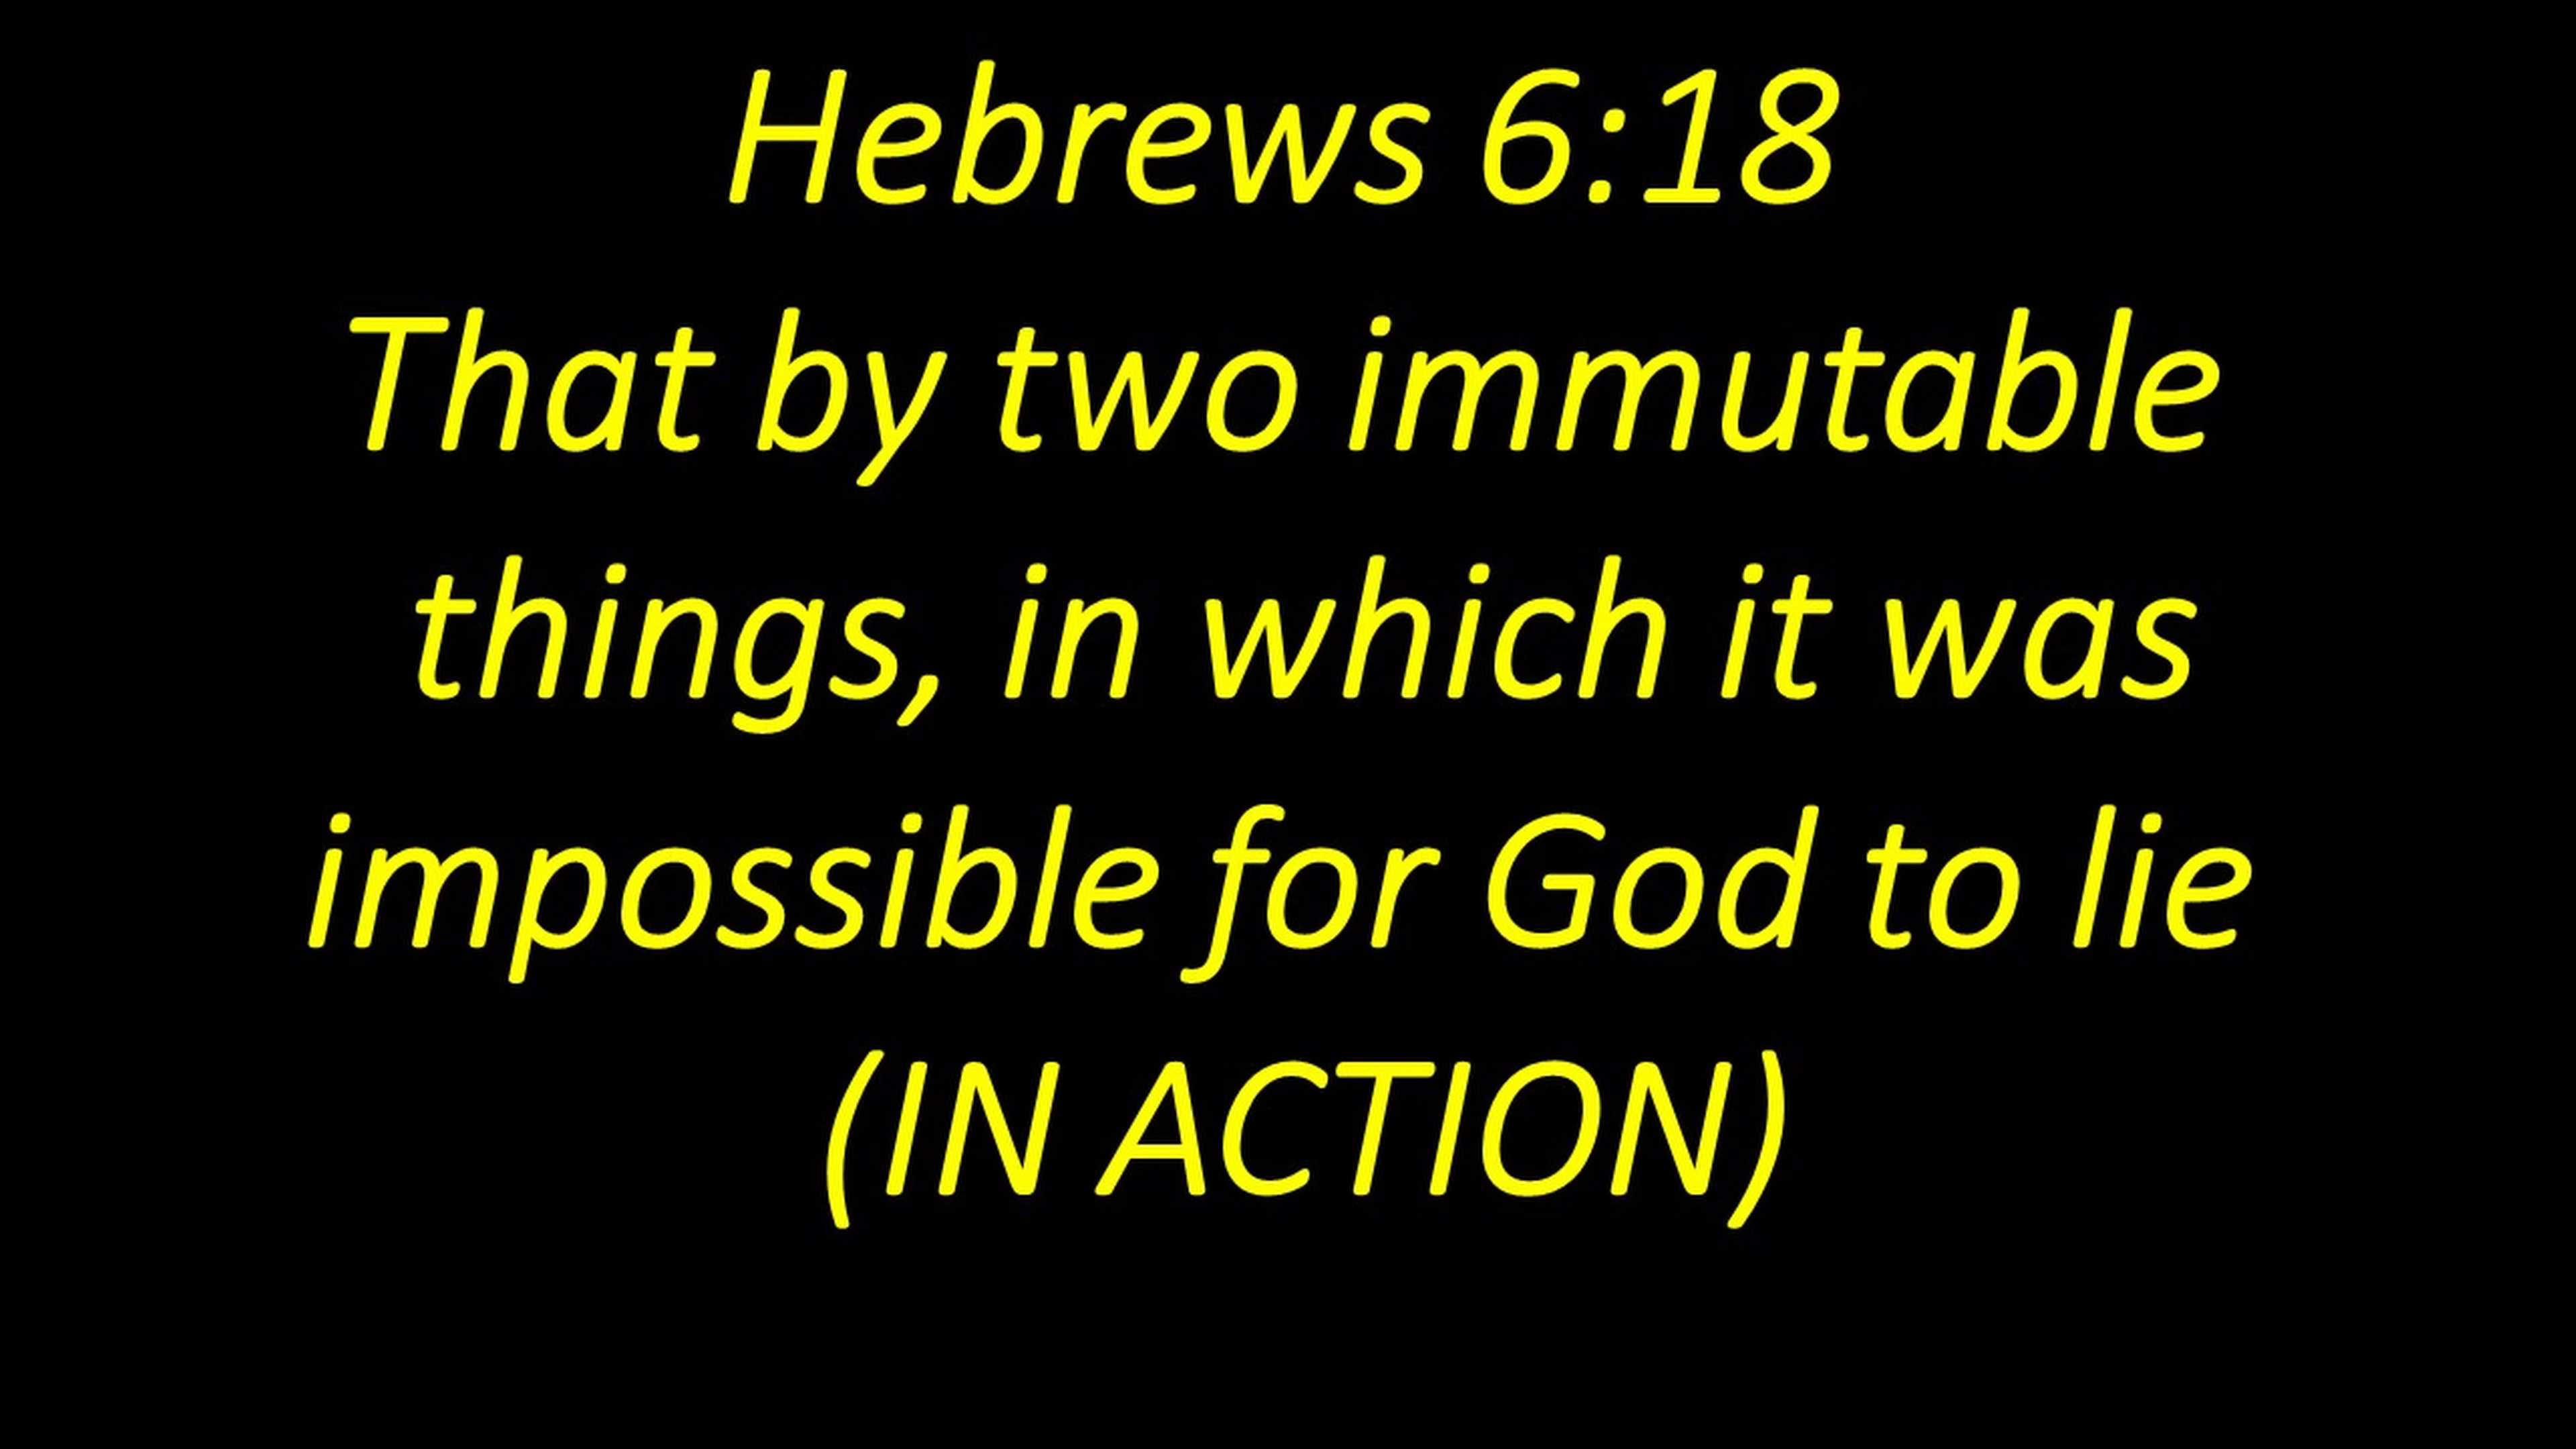 Hebrews 6:18
That by two immutable
things, in which it was
impossible for God to lie
(IN ACTION)